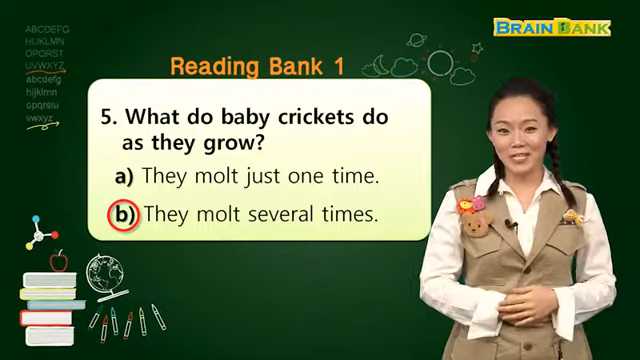 ABCDEFG
HIJKLMN
OPQRSTU
UVWXYZ
abcdefg
hijklmn
opqrstu
vwxyz
BRAIN BANK
Reading Bank 1
5. What do baby crickets do
as they grow?
a) They molt just one time.
b) They molt several times.